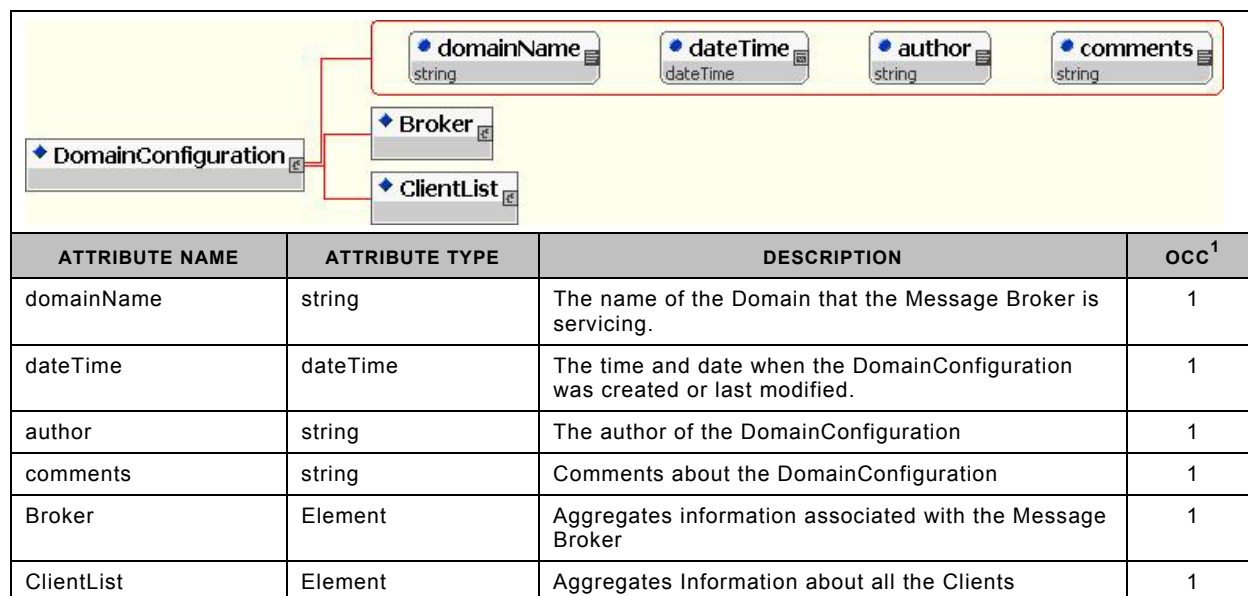 domainName
string
dateTime
dateTime
author
string
comments
string
Broker
DomainConfiguration
ClientList
ATTRIBUTE NAME ATTRIBUTE TYPE DESCRIPTION OCC1
domainName string The name of the Domain that the Message Broker is
servicing. 1
dateTime dateTime The time and date when the DomainConfiguration
was created or last modified. 1
author string The author of the DomainConfiguration 1
comments string Comments about the DomainConfiguration 1
Broker Element Aggregates information associated with the Message
Broker 1
ClientList Element Aggregates Information about all the Clients 1